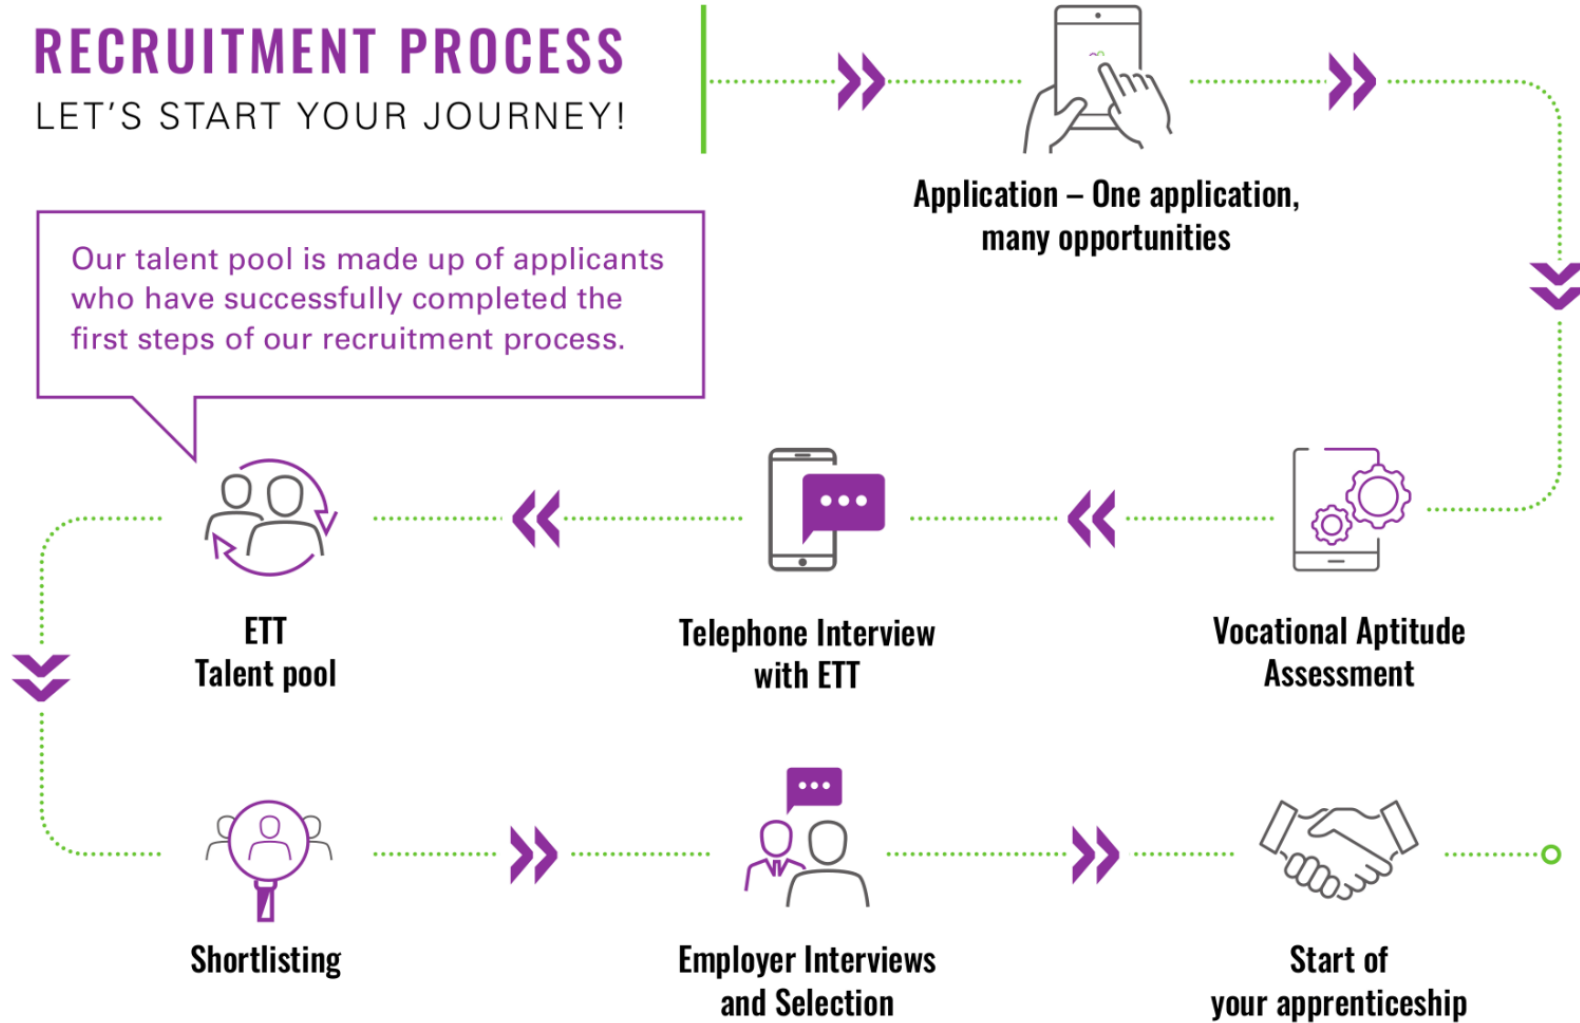 RECRUITMENT PROCESS
LET'S START YOUR JOURNEY!
Application – One application,
many opportunities
Our talent pool is made up of applicants
who have successfully completed the
first steps of our recruitment process.
Vocational Aptitude
Assessment
Telephone Interview
with ETT
ETT
Talent pool
Shortlisting
Employer Interviews
and Selection
Start of
your apprenticeship